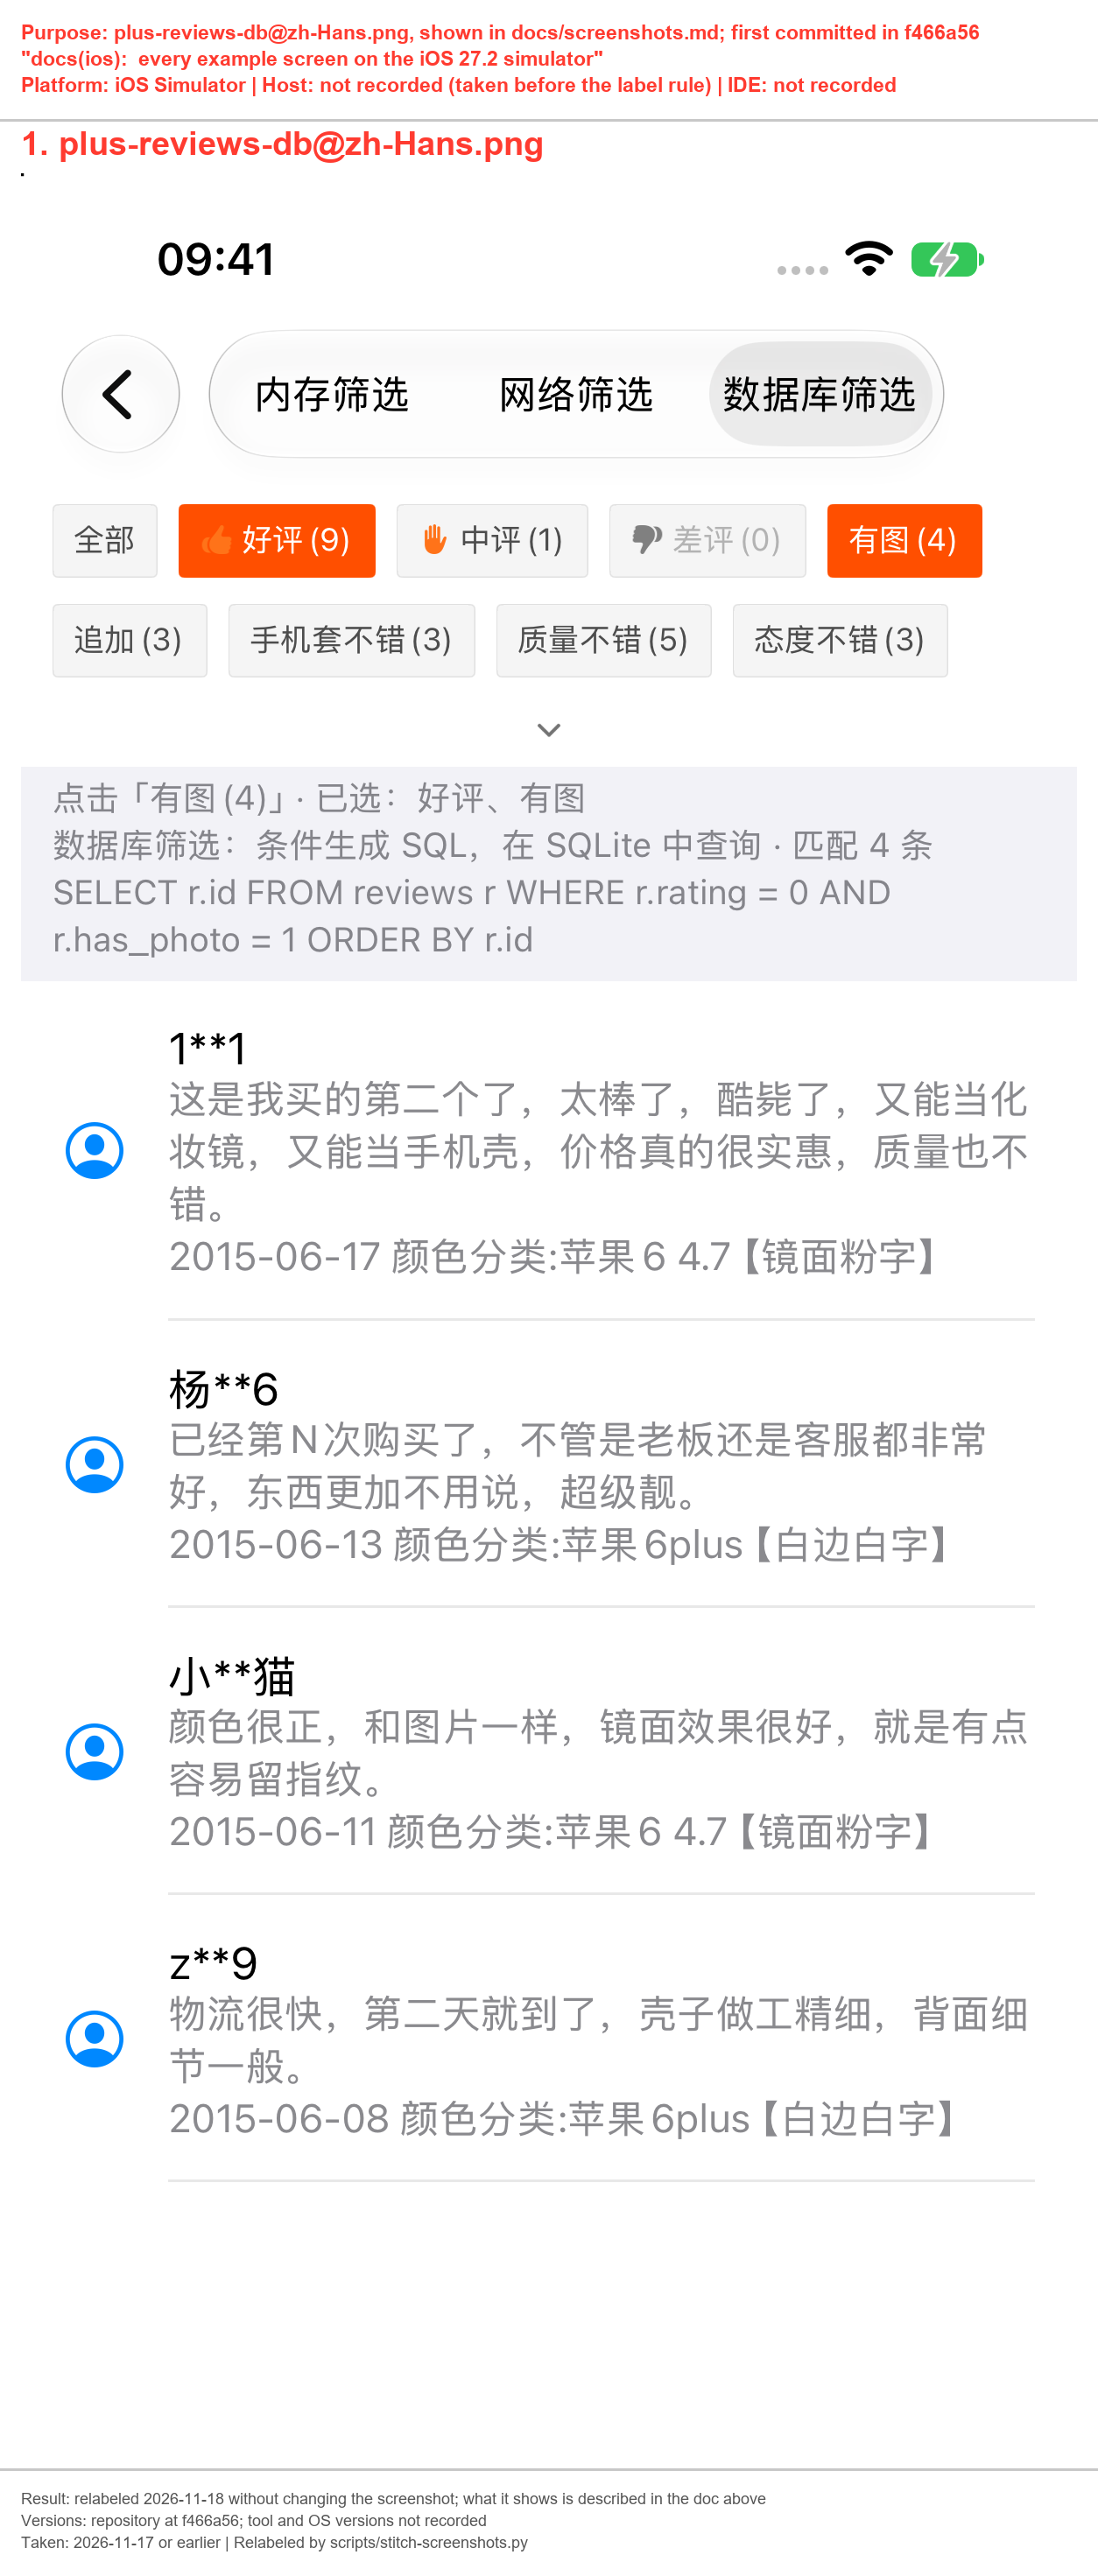 Purpose: plus-reviews-db@zh-Hans.png, shown in docs/screenshots.md; first committed in f466a56
"docs(ios):  every example screen on the iOS 27.2 simulator"
Platform: iOS Simulator | Host: not recorded (taken before the label rule) | IDE: not recorded
1. plus-reviews-db@zh-Hans.png
09:41
内存筛选 网络筛选 数据库筛选
全部 好评 (9) 中评 (1) 差评 (0) 有图 (4)
追加 (3) 手机套不错 (3) 质量不错 (5) 态度不错 (3)
点击「有图 (4)」· 已选：好评、有图
数据库筛选：条件生成 SQL，在 SQLite 中查询 · 匹配 4 条
SELECT r.id FROM reviews r WHERE r.rating = 0 AND
r.has_photo = 1 ORDER BY r.id
1**1
这是我买的第二个了，太棒了，酷毙了，又能当化
妆镜，又能当手机壳，价格真的很实惠，质量也不
错。
2015-06-17 颜色分类:苹果 6 4.7【镜面粉字】
杨**6
已经第 N 次购买了，不管是老板还是客服都非常
好，东西更加不用说，超级靓。
2015-06-13 颜色分类:苹果 6plus【白边白字】
小**猫
颜色很正，和图片一样，镜面效果很好，就是有点
容易留指纹。
2015-06-11 颜色分类:苹果 6 4.7【镜面粉字】
z**9
物流很快，第二天就到了，壳子做工精细，背面细
节一般。
2015-06-08 颜色分类:苹果 6plus【白边白字】
Result: relabeled 2026-11-18 without changing the screenshot; what it shows is described in the doc above
Versions: repository at f466a56; tool and OS versions not recorded
Taken: 2026-11-17 or earlier | Relabeled by scripts/stitch-screenshots.py